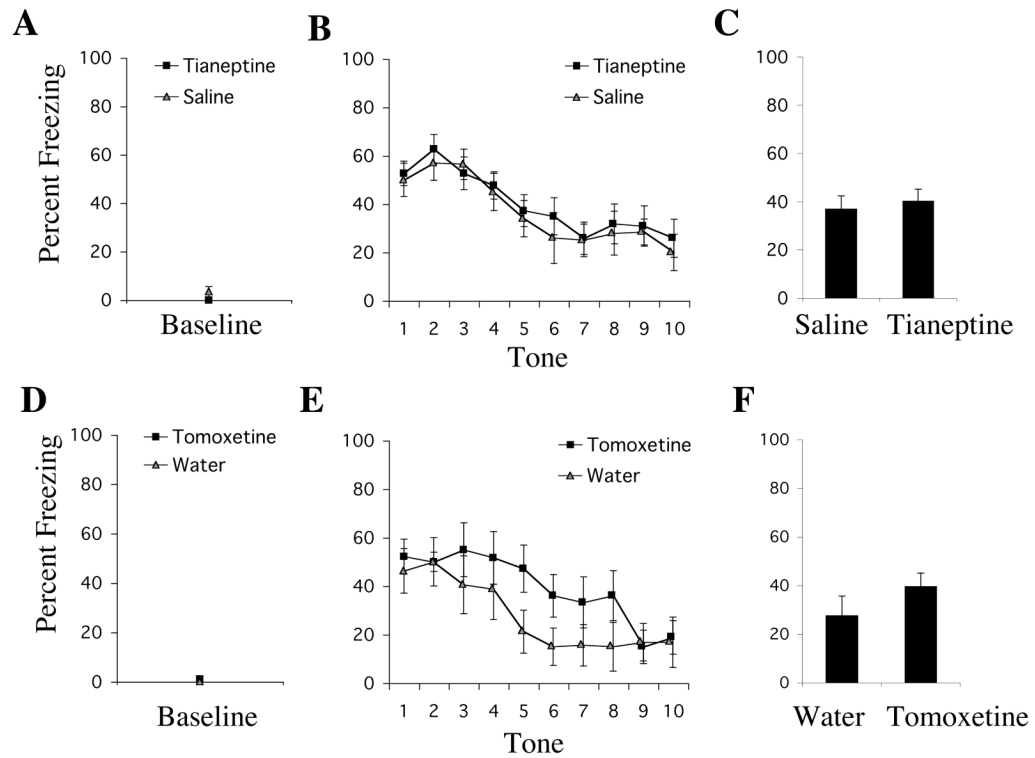 A
Percent Freezing
100
80
60
40
20
0
Tianeptine
Saline
Baseline
B
100
80
60
40
20
0
Tianeptine
Saline
1 2 3 4 5 6 7 8 9 10
Tone
C
100
80
60
40
20
0
Saline Tianeptine
D
Percent Freezing
100
80
60
40
20
0
Tomoxetine
Water
Baseline
E
100
80
60
40
20
0
Tomoxetine
Water
1 2 3 4 5 6 7 8 9 10
Tone
F
100
80
60
40
20
0
Water Tomoxetine